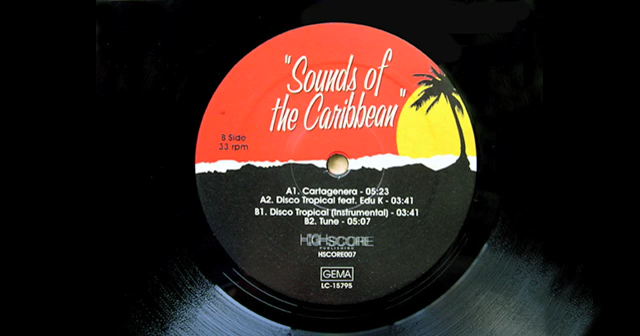 "Sounds of
the Caribbean"
B Side
33 rpm
A1. Cartagenera - 05:23
A2. Disco Tropical feat. Edu K - 03:41
B1. Disco Tropical (Instrumental) - 03:41
B2. Tune - 05:07
HIGHSCORE
PUBLISHING
HSCORE007
GEMA
LC-15795